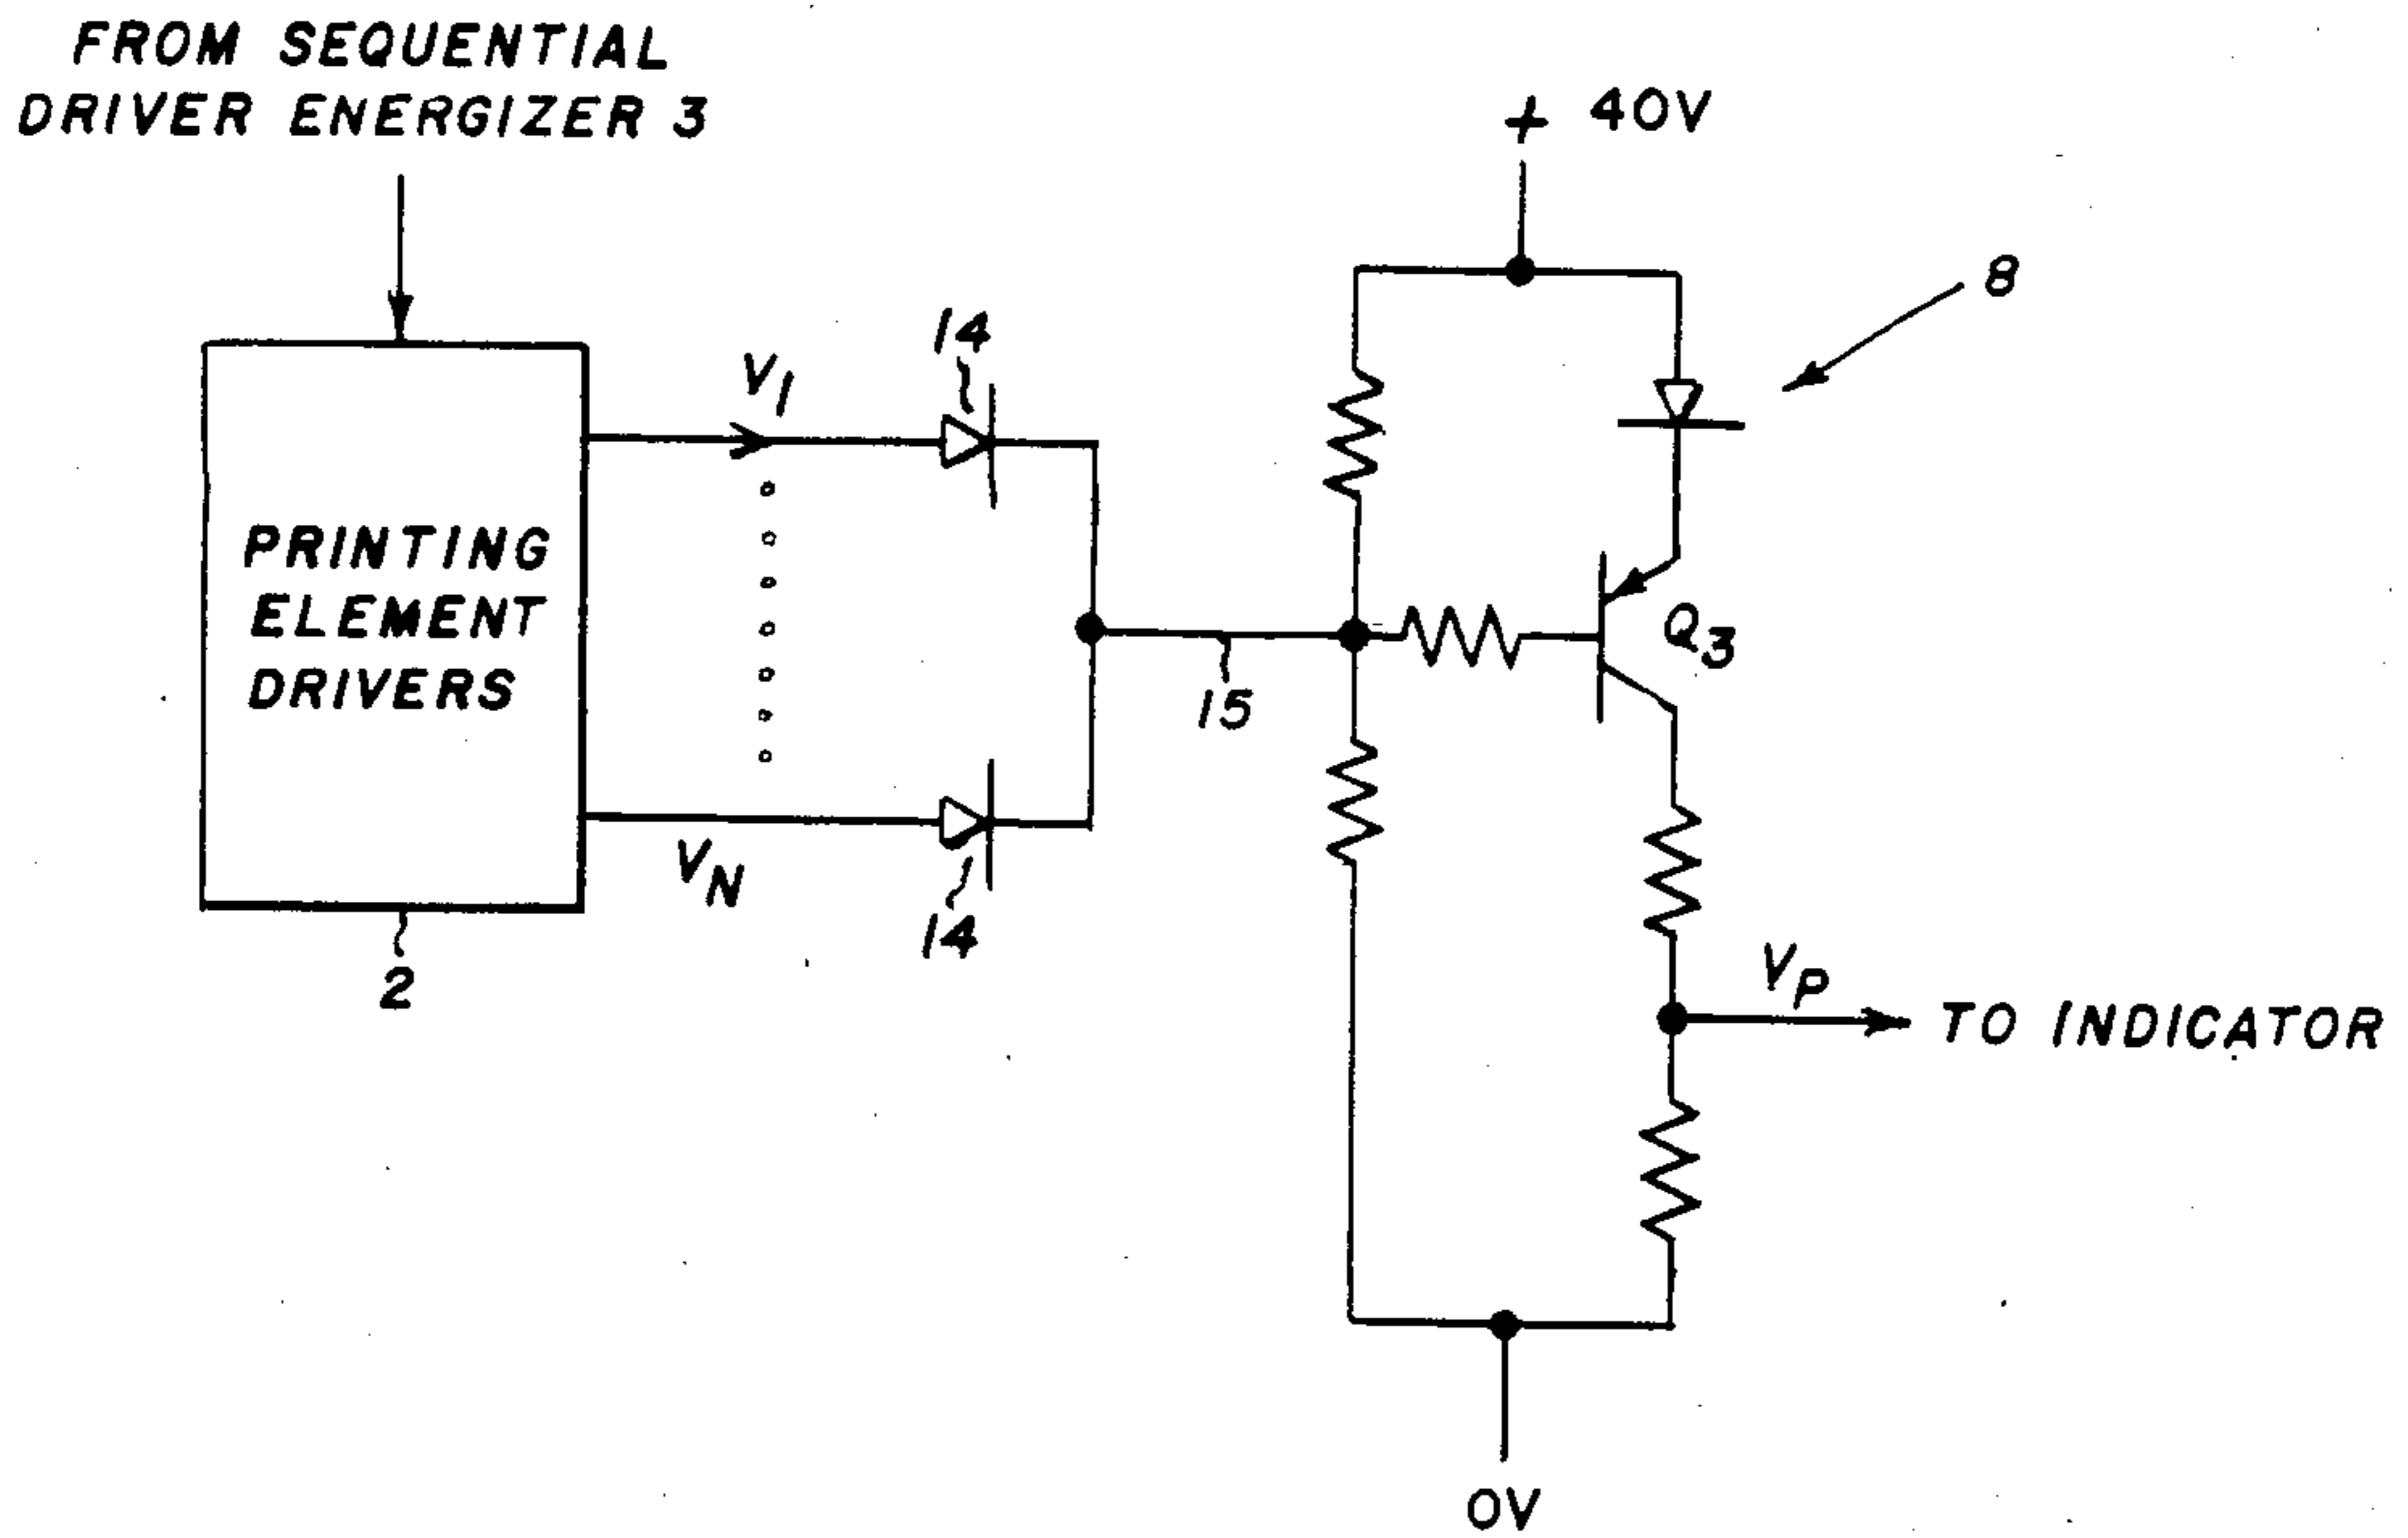 FROM SEQUENTIAL
DRIVER ENERGIZER 3
+ 40V
8
14
V1
PRINTING
ELEMENT
DRIVERS
Q3
15
VN
14
2
VP
TO INDICATOR
0V